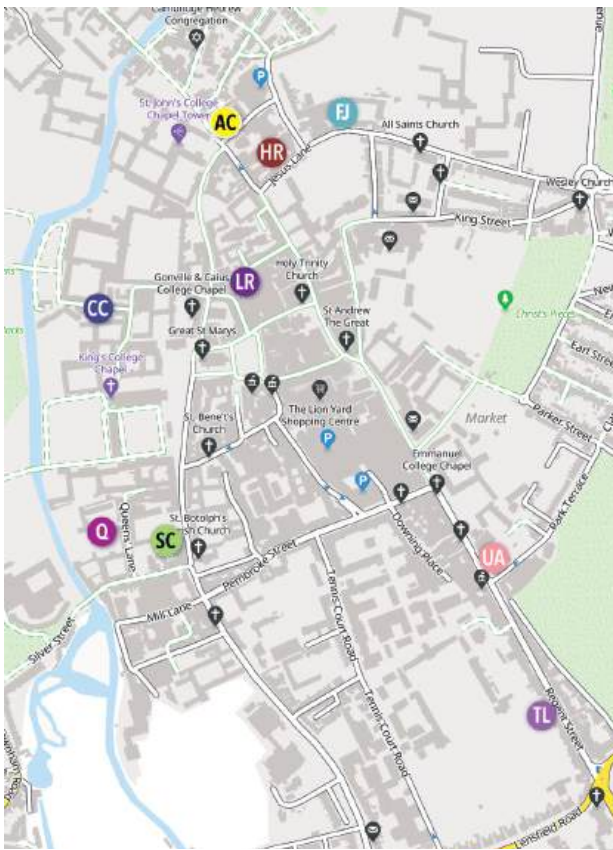 Cambridge Hebrew
Congregation
P
St. John's College
Chapel Tower
AC
FJ
All Saints Church
HR
Jesus Lane
Wesley Church
King Street
Holy Trinity
Church
LR
Gonville & Caius
College Chapel
CC
St Andrew
The Great
Christ's Pieces
Great St Marys
King's College
Chapel
Earl Street
The Lion Yard
Shopping Centre
Market
Parker Street
St. Benet's
Church
P
Emmanuel
College Chapel
P
Park Terrace
Q
Queens' Lane
SC
St. Botolph's
Parish Church
Downing Place
UA
Pembroke Street
Mill Lane
Silver Street
Tennis Court Road
Tennis Court Road
Regent Street
TL
Lensfield Road